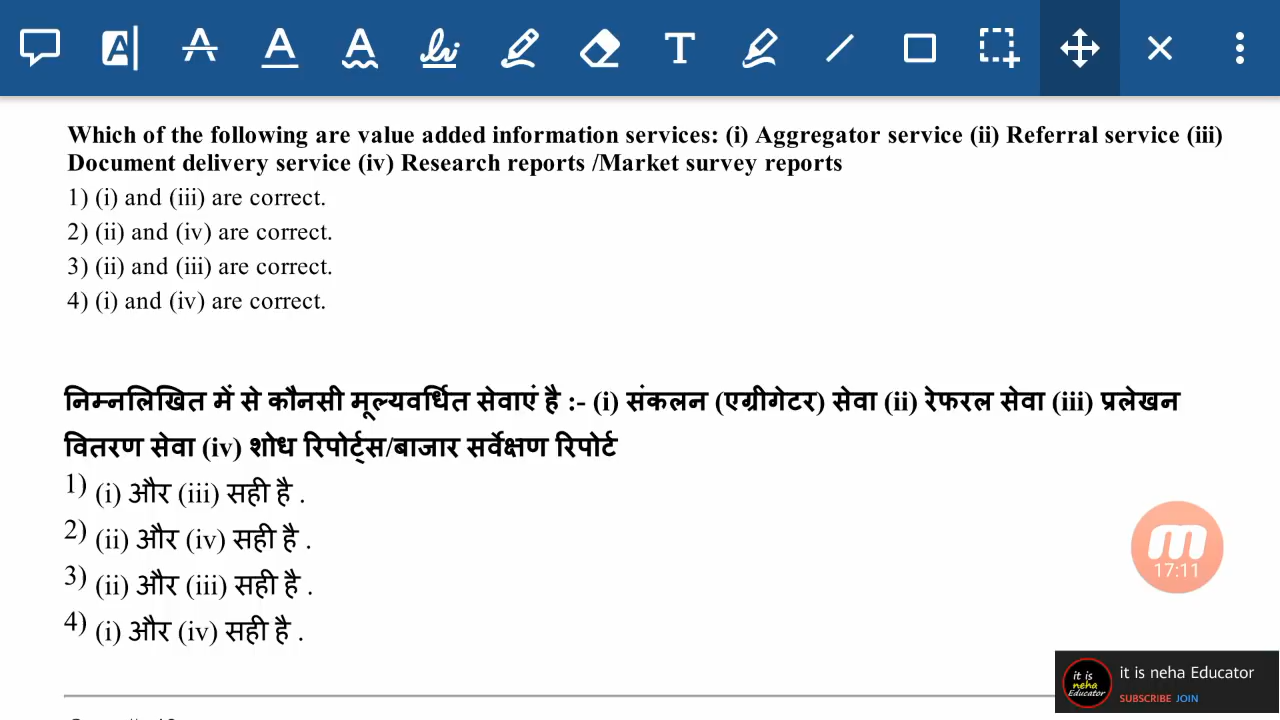 Which of the following are value added information services: (i) Aggregator service (ii) Referral service (iii)
Document delivery service (iv) Research reports /Market survey reports
1) (i) and (iii) are correct.
2) (ii) and (iv) are correct.
3) (ii) and (iii) are correct.
4) (i) and (iv) are correct.
निम्नलिखित में से कौनसी मूल्यवर्धित सेवाएं है :- (i) संकलन (एग्रीगेटर) सेवा (ii) रेफरल सेवा (iii) प्रलेखन
वितरण सेवा (iv) शोध रिपोर्ट्स/बाजार सर्वेक्षण रिपोर्ट
1) (i) और (iii) सही है .
2) (ii) और (iv) सही है .
3) (ii) और (iii) सही है .
4) (i) और (iv) सही है .
17:11
it is neha Educator
it is neha Educator
SUBSCRIBE JOIN